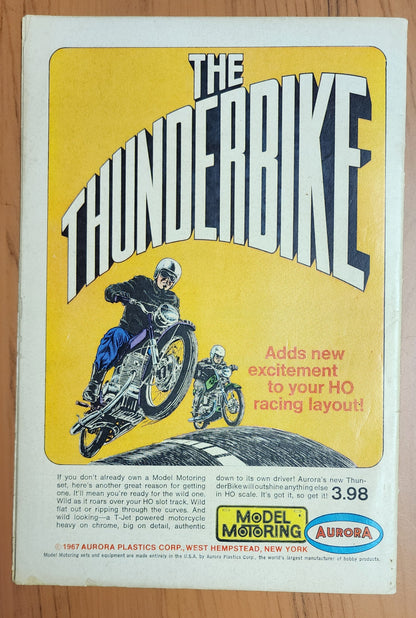 THE
THUNDERBIKE
Adds new
excitement
to your HO
racing layout!
If you don't already own a Model Motoring
set, here's another great reason for getting
one. It'll mean you're ready for the wild one.
Wild as it roars over your HO slot track. Wild
flat out or ripping through the curves. And
wild looking—a T-Jet powered motorcycle
heavy on chrome, big on detail, authentic
down to its own driver! Aurora's new Thun-
derBike will outshine anything else
in HO scale. It's got it, so get it! 3.98
MODEL
MOTORING
AURORA
© 1967 AURORA PLASTICS CORP., WEST HEMPSTEAD, NEW YORK
Model Motoring sets and equipment are made entirely in the U.S.A. by Aurora Plastics Corp., the world's largest manufacturer of hobby products.